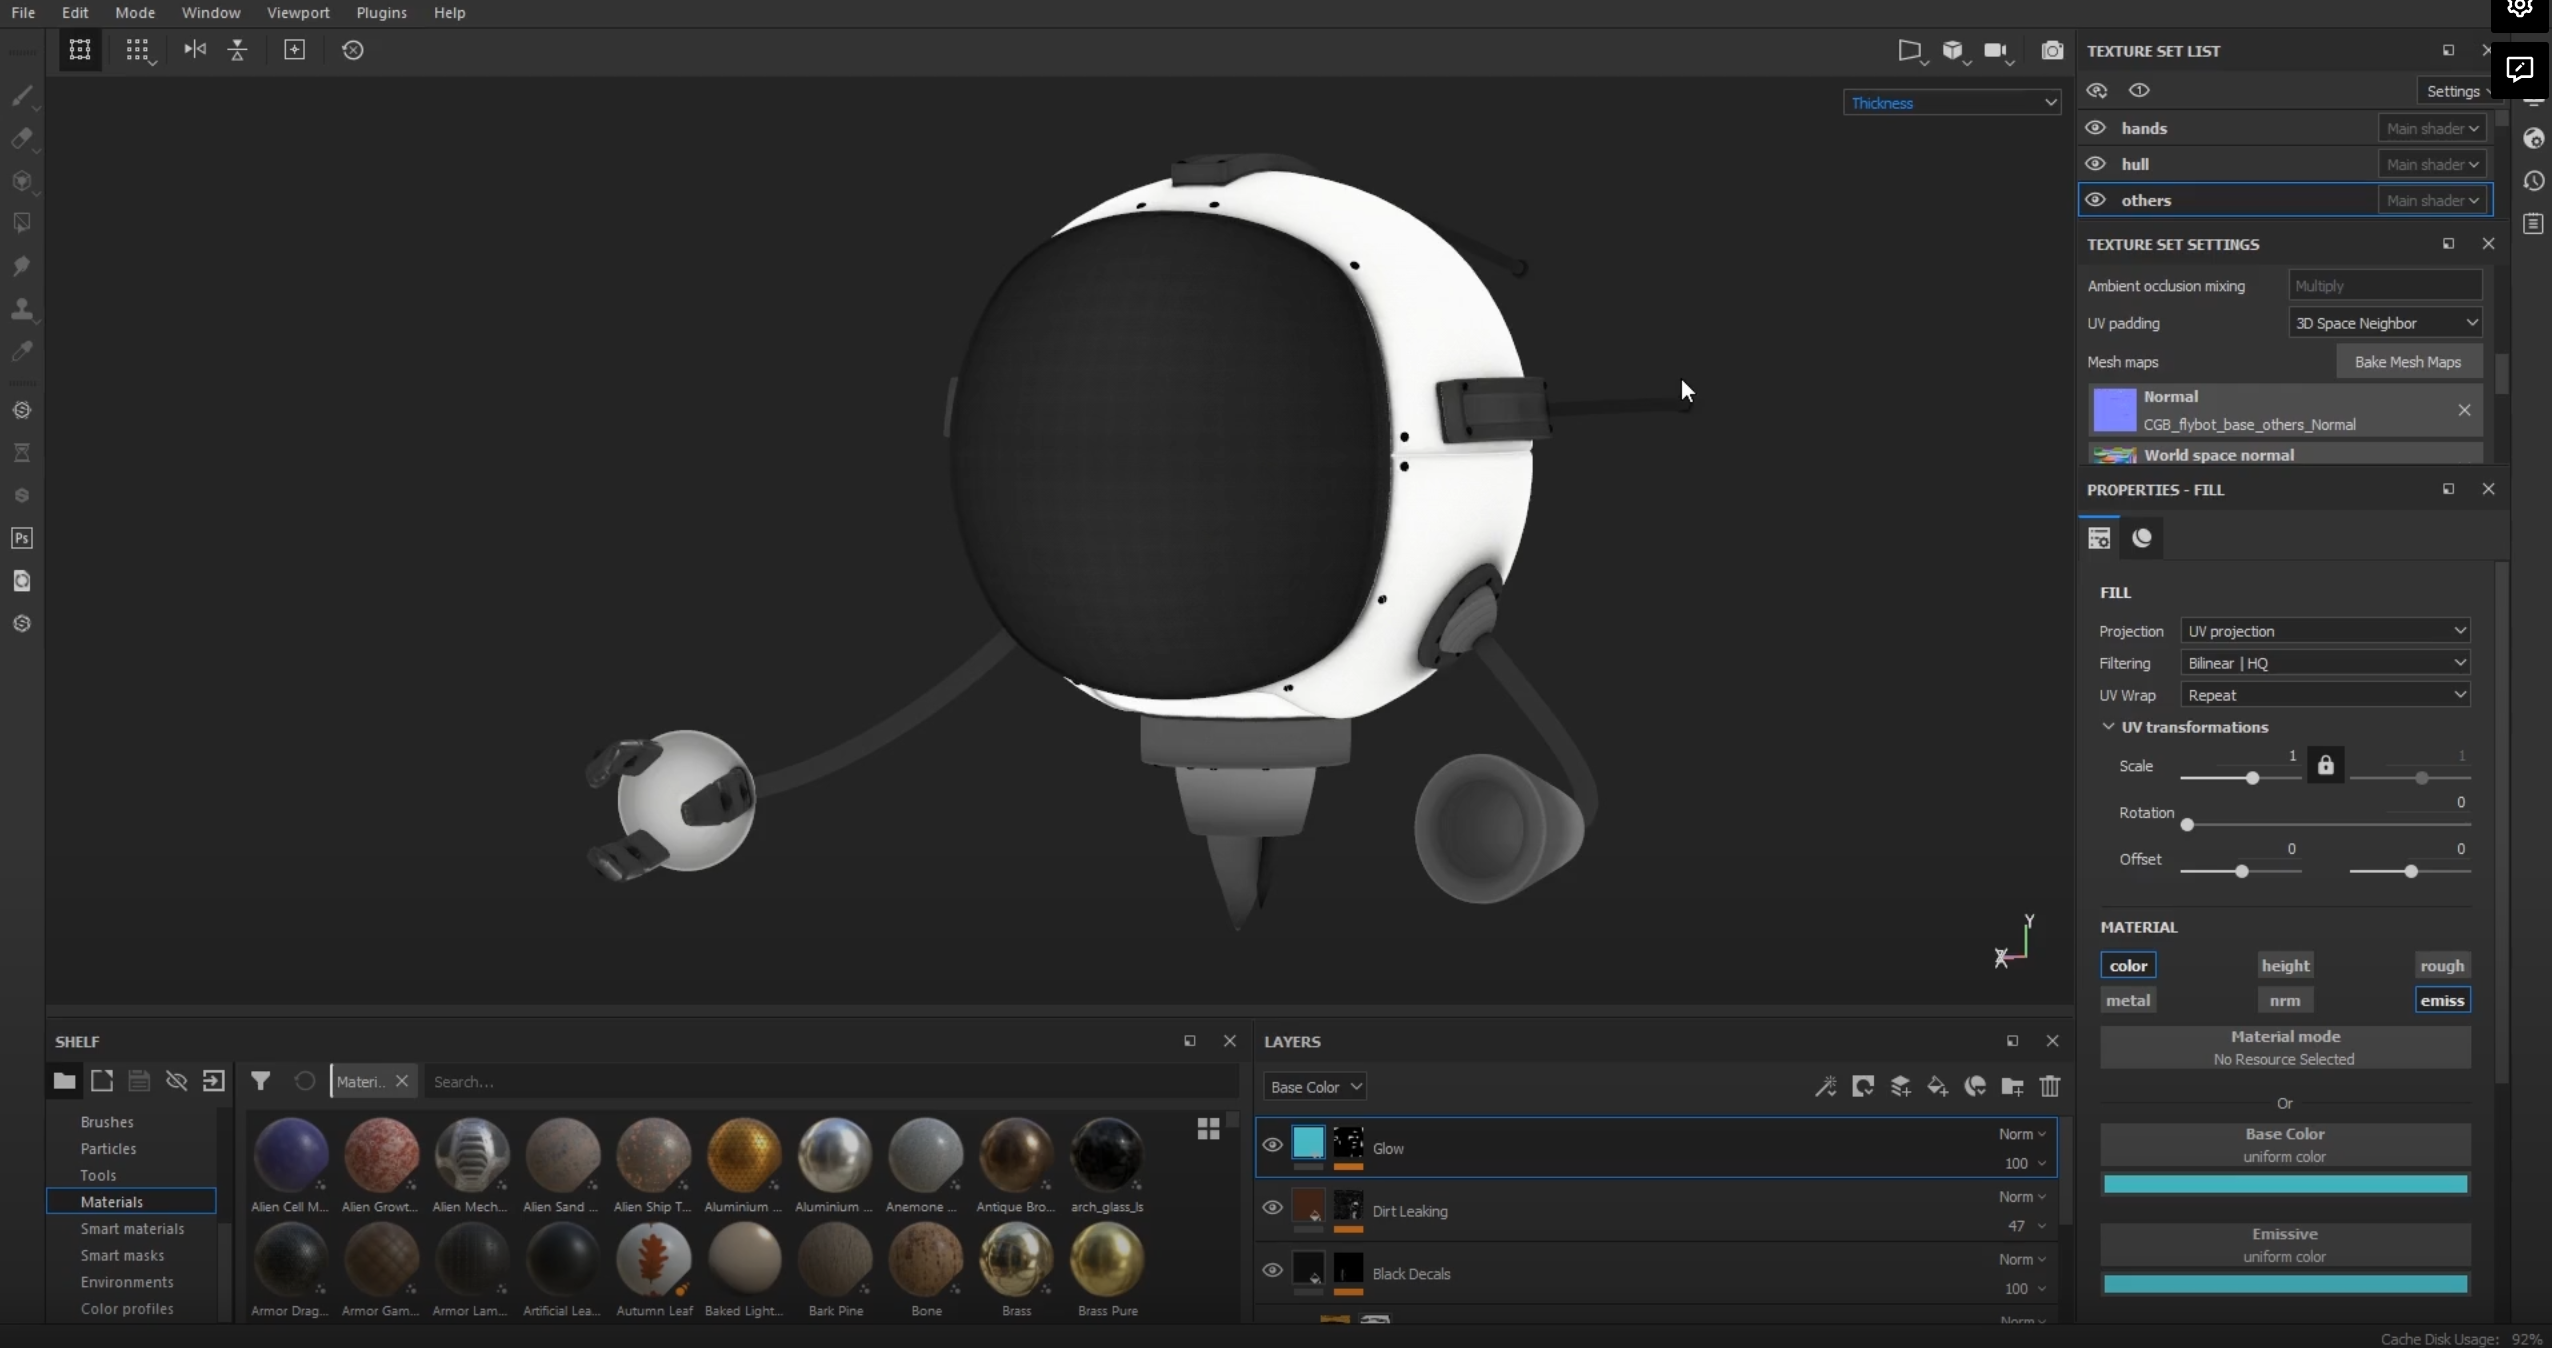 File Edit Mode Window Viewport Plugins Help
Thickness
TEXTURE SET LIST
Settings
hands Main shader
hull Main shader
others Main shader
TEXTURE SET SETTINGS
Ambient occlusion mixing Multiply
UV padding 3D Space Neighbor
Mesh maps Bake Mesh Maps
Normal
CGB_flybot_base_others_Normal
World space normal
PROPERTIES - FILL
FILL
Projection UV projection
Filtering Bilinear | HQ
UV Wrap Repeat
UV transformations
Scale 1 1
Rotation 0
Offset 0 0
MATERIAL
color height rough
metal nrm emiss
Material mode
No Resource Selected
Or
Base Color
uniform color
Emissive
uniform color
Ps
Y
X
SHELF
Materi.. Search...
Brushes
Particles
Tools
Materials
Smart materials
Smart masks
Environments
Color profiles
Alien Cell M... Alien Growt... Alien Mech... Alien Sand ... Alien Ship T... Aluminium ... Aluminium ... Anemone ... Antique Bro... arch_glass_ls
Armor Drag... Armor Gam... Armor Lam... Artificial Lea... Autumn Leaf Baked Light... Bark Pine Bone Brass Brass Pure
LAYERS
Base Color
Glow Norm
100
Dirt Leaking Norm
47
Black Decals Norm
100
Norm
Cache Disk Usage: 92%